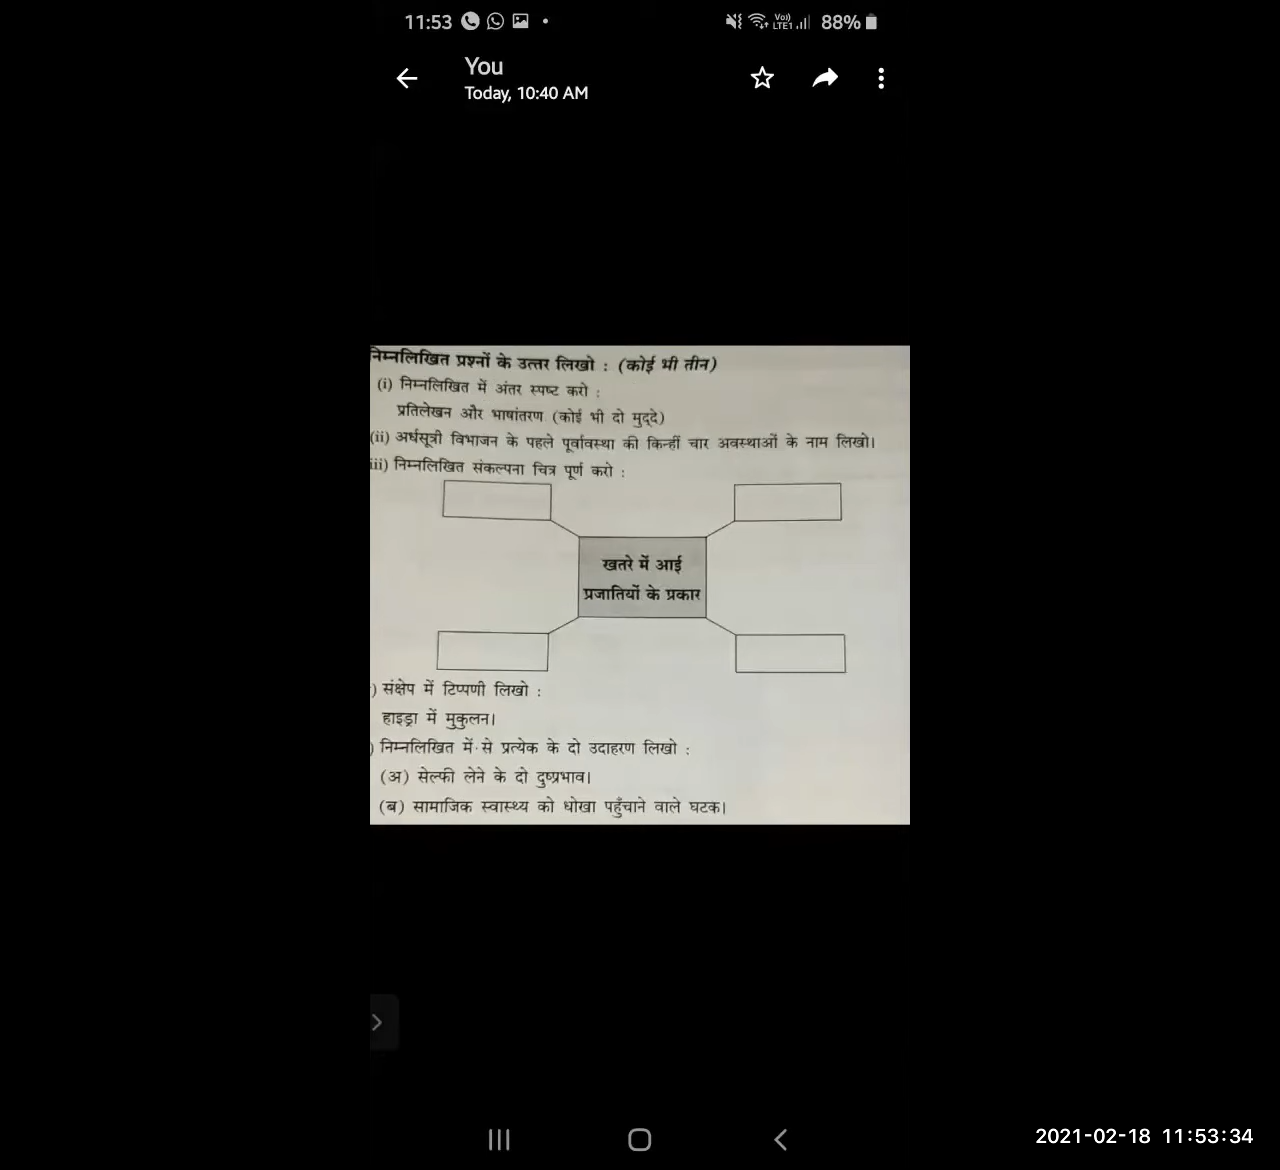 11:53
Vo)
LTE1
88%
You
Today, 10:40 AM
निम्नलिखित प्रश्नों के उत्तर लिखो : (कोई भी तीन)
(i) निम्नलिखित में अंतर स्पष्ट करो :
प्रतिलेखन और भाषांतरण (कोई भी दो मुद्दे)
(ii) अर्धसूत्री विभाजन के पहले पूर्वावस्था की किन्हीं चार अवस्थाओं के नाम लिखो।
iii) निम्नलिखित संकल्पना चित्र पूर्ण करो :
खतरे में आई
प्रजातियों के प्रकार
) संक्षेप में टिप्पणी लिखो :
हाइड्रा में मुकुलन।
) निम्नलिखित में से प्रत्येक के दो उदाहरण लिखो :
(अ) सेल्फी लेने के दो दुष्प्रभाव।
(ब) सामाजिक स्वास्थ्य को धोखा पहुँचाने वाले घटक।
2021-02-18 11:53:34